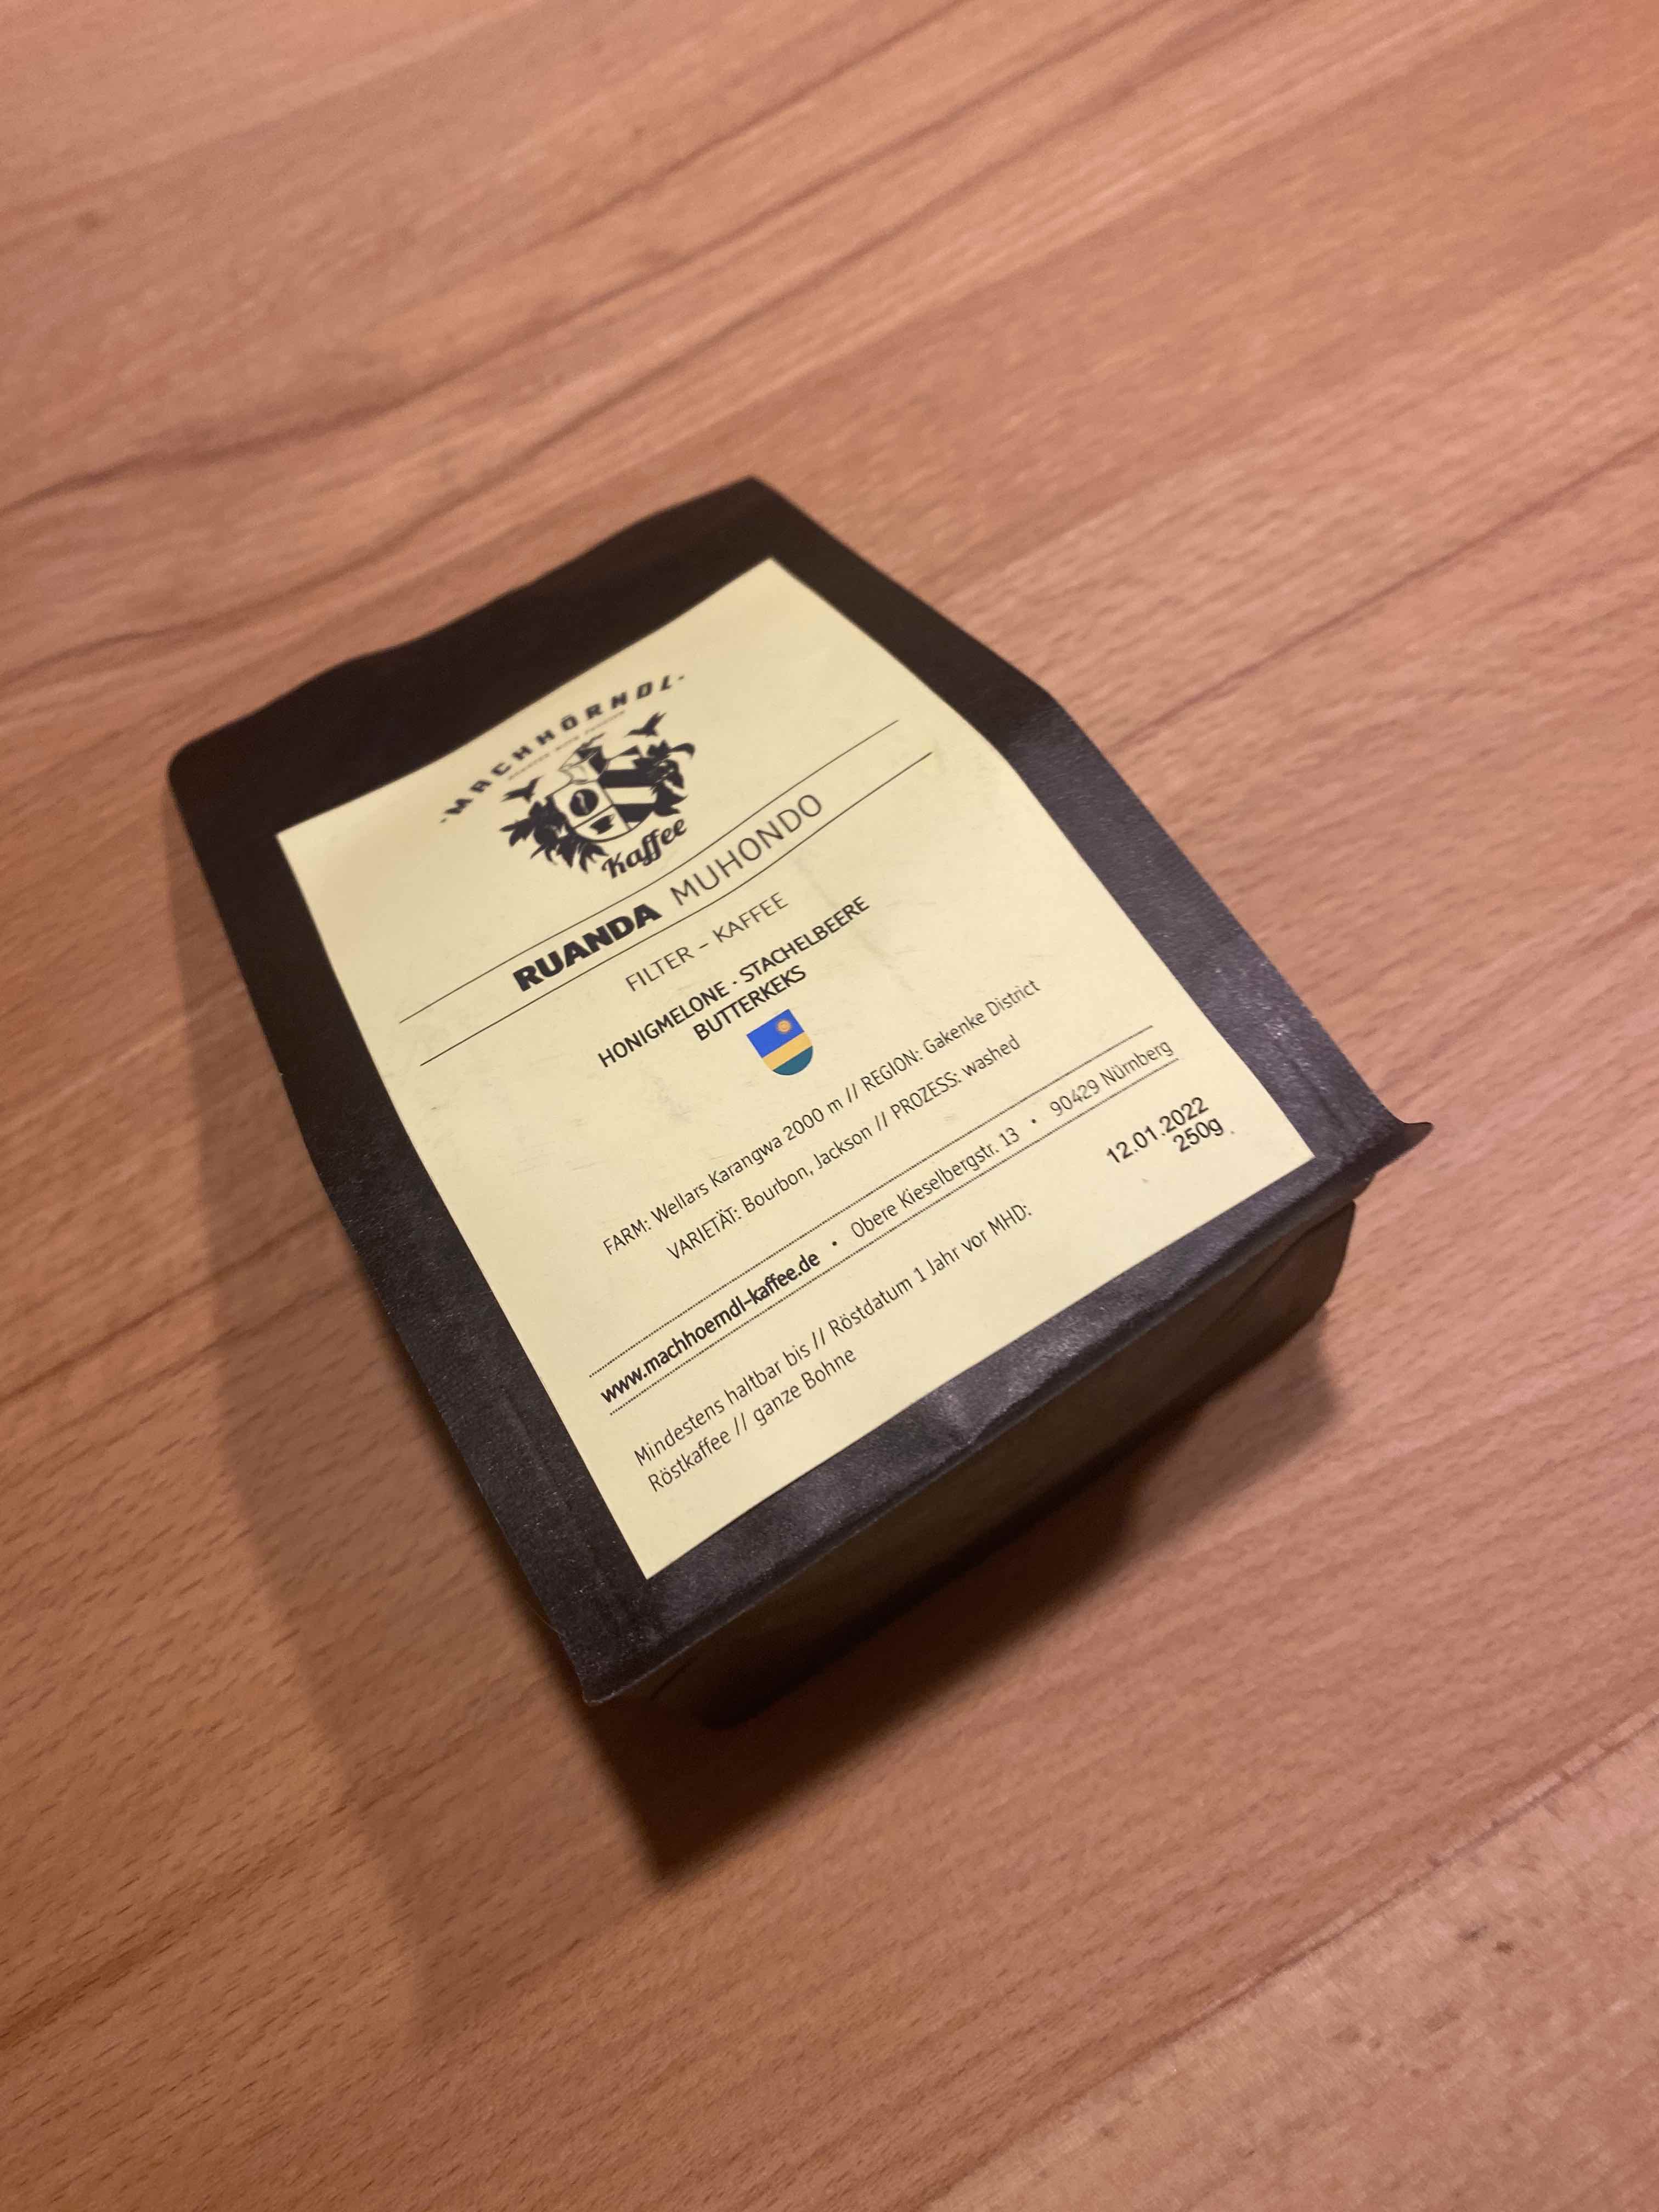 ·MACHHÖRNDL·
Kaffee
RUANDA MUHONDO
FILTER – KAFFEE
HONIGMELONE · STACHELBEERE
BUTTERKEKS
FARM: Wellars Karangwa 2000 m // REGION: Gakenke District
VARIETÄT: Bourbon, Jackson // PROZESS: washed
www.machhoerndl-kaffee.de • Obere Kieselbergstr. 13 • 90429 Nürnberg
Mindestens haltbar bis // Röstdatum 1 Jahr vor MHD: 12.01.2022
Röstkaffee // ganze Bohne 250g